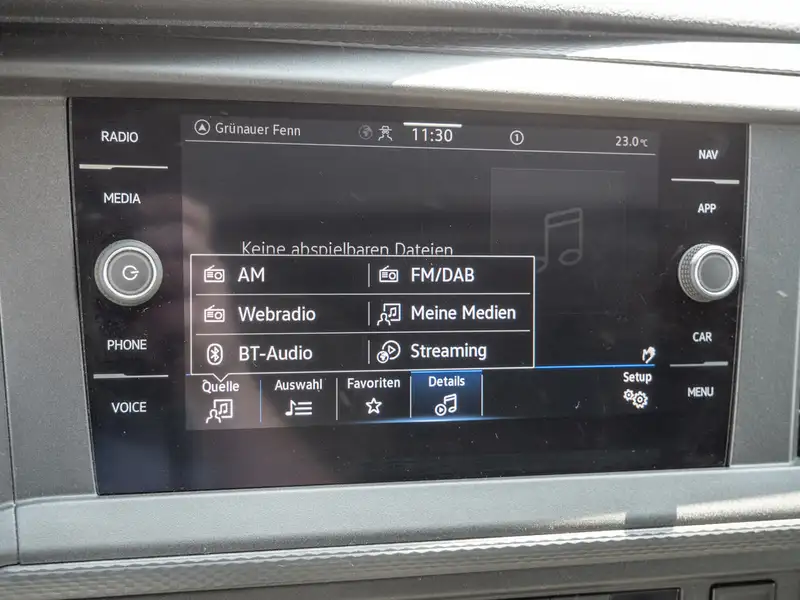 RADIO
MEDIA
PHONE
VOICE
Grünauer Fenn
11:30
1
23.0°C
Keine abspielbaren Dateien
AM
FM/DAB
Webradio
Meine Medien
BT-Audio
Streaming
Quelle
Auswahl
Favoriten
Details
Setup
NAV
APP
CAR
MENU